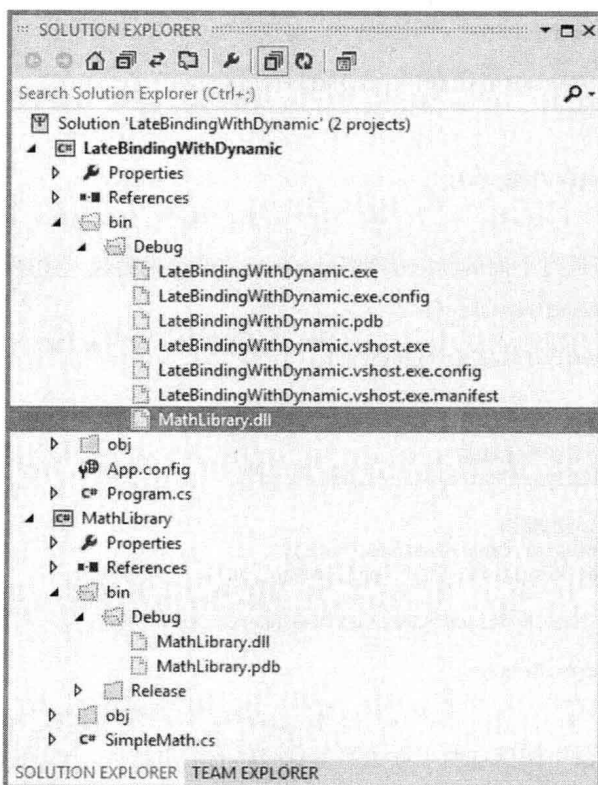 SOLUTION EXPLORER
Search Solution Explorer (Ctrl+;)
Solution 'LateBindingWithDynamic' (2 projects)
C# LateBindingWithDynamic
Properties
References
bin
Debug
LateBindingWithDynamic.exe
LateBindingWithDynamic.exe.config
LateBindingWithDynamic.pdb
LateBindingWithDynamic.vshost.exe
LateBindingWithDynamic.vshost.exe.config
LateBindingWithDynamic.vshost.exe.manifest
MathLibrary.dll
obj
App.config
C# Program.cs
C# MathLibrary
Properties
References
bin
Debug
MathLibrary.dll
MathLibrary.pdb
Release
obj
C# SimpleMath.cs
SOLUTION EXPLORER TEAM EXPLORER